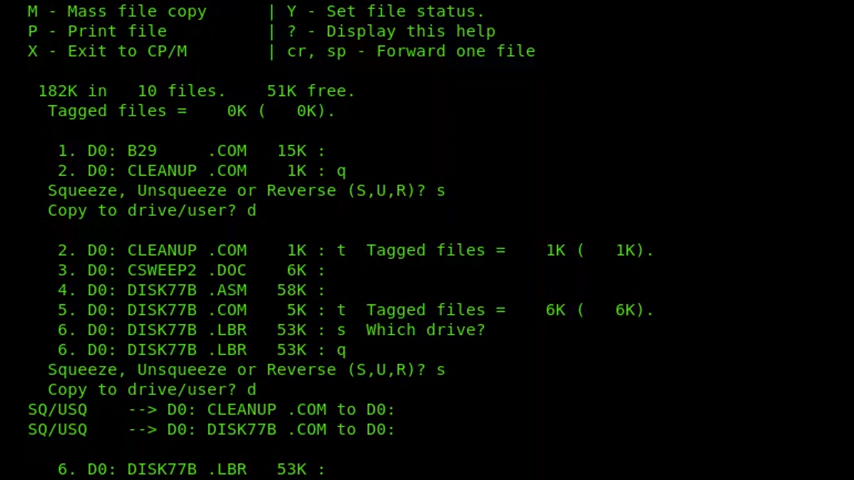 M - Mass file copy      | Y - Set file status.
P - Print file          | ? - Display this help
X - Exit to CP/M        | cr, sp - Forward one file
182K in   10 files.    51K free.
Tagged files =    0K (   0K).
1. D0: B29     .COM   15K :
2. D0: CLEANUP .COM    1K : q
Squeeze, Unsqueeze or Reverse (S,U,R)? s
Copy to drive/user? d
2. D0: CLEANUP .COM    1K : t  Tagged files =    1K (   1K).
3. D0: CSWEEP2 .DOC    6K :
4. D0: DISK77B .ASM   58K :
5. D0: DISK77B .COM    5K : t  Tagged files =    6K (   6K).
6. D0: DISK77B .LBR   53K : s  Which drive?
6. D0: DISK77B .LBR   53K : q
Squeeze, Unsqueeze or Reverse (S,U,R)? s
Copy to drive/user? d
SQ/USQ    --> D0: CLEANUP .COM to D0:
SQ/USQ    --> D0: DISK77B .COM to D0:
6. D0: DISK77B .LBR   53K :